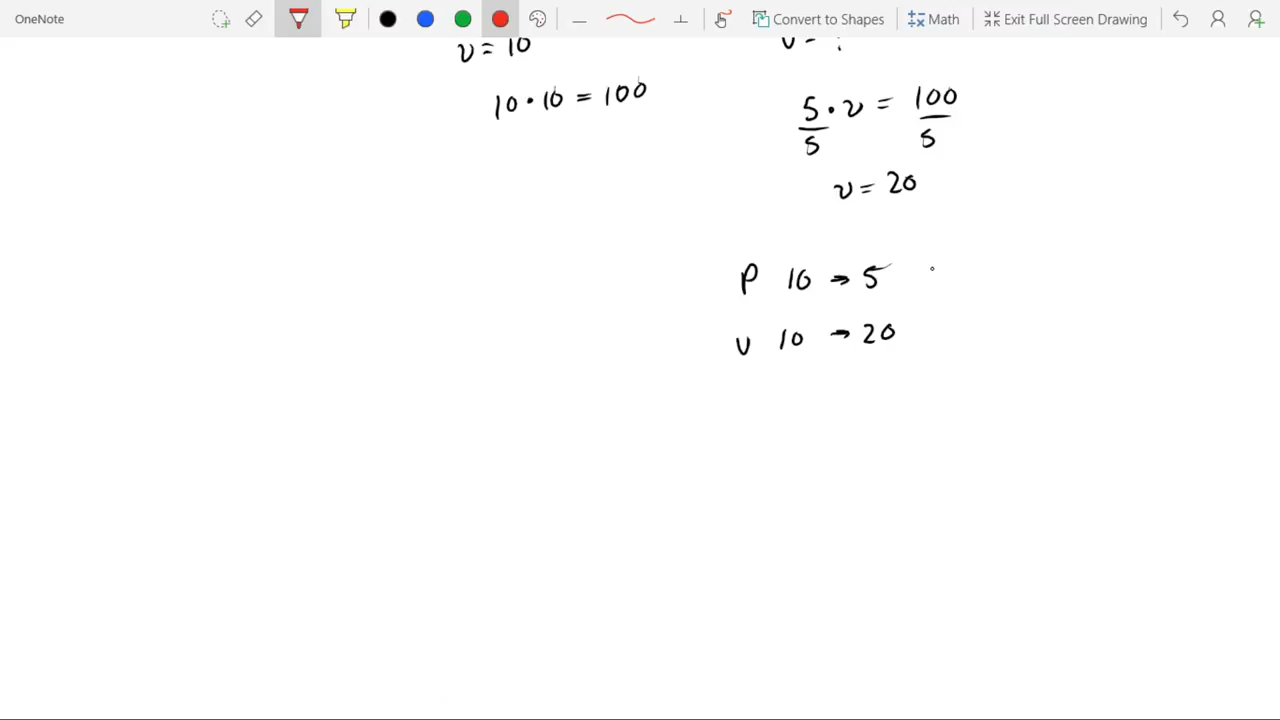 OneNote
Convert to Shapes
Math
Exit Full Screen Drawing
v = 10
v = ?
10 · 10 = 100
5 · v = 100
5 5
v = 20
P 10 → 5
V 10 → 20